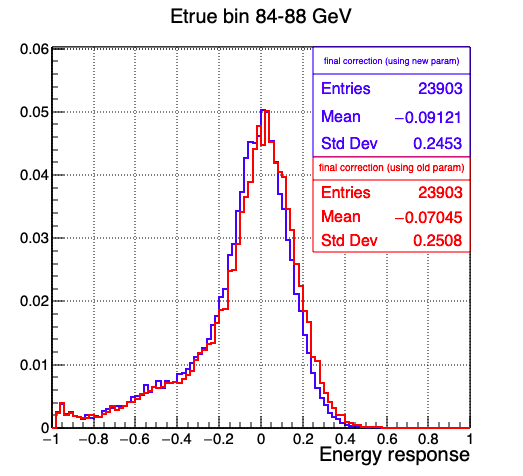 Etrue bin 84-88 GeV
0.06
final correction (using new param)
Entries 23903
Mean −0.09121
Std Dev 0.2453
final correction (using old param)
Entries 23903
Mean −0.07045
Std Dev 0.2508
0.05
0.04
0.03
0.02
0.01
0
−1 −0.8 −0.6 −0.4 −0.2 0 0.2 0.4 0.6 0.8 1
Energy response